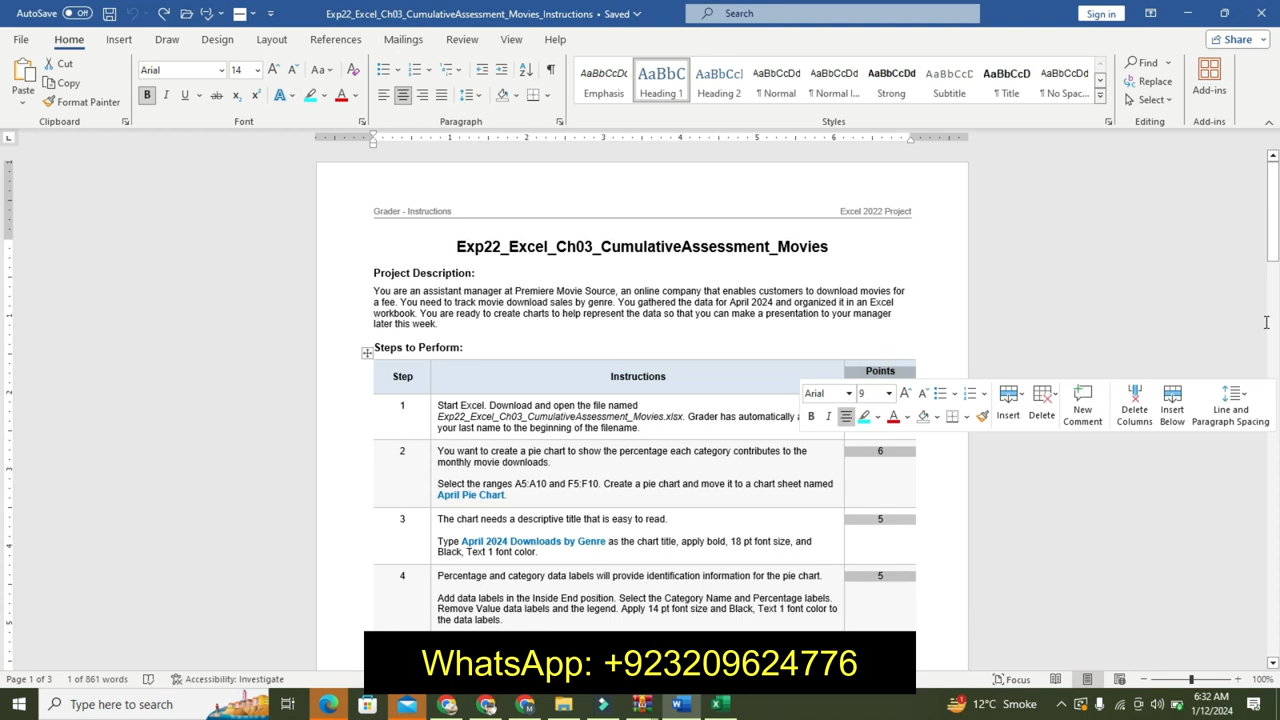 AutoSave Off
Exp22_Excel_Ch03_CumulativeAssessment_Movies_Instructions • Saved
Search
Sign in
File Home Insert Draw Design Layout References Mailings Review View Help
Share
Paste
Cut
Copy
Format Painter
Arial 14
AaBbCcDc AaBbC AaBbCcI AaBbCcDd AaBbCcDd AaBbCcDd AaBbCcDd AaBbCcD AaBbCcDd
Emphasis Heading 1 Heading 2 ¶ Normal ¶ Normal I... Strong Subtitle ¶ Title ¶ No Spac...
Find
Replace
Select
Add-ins
Clipboard Font Paragraph Styles Editing Add-ins
Grader - Instructions Excel 2022 Project
Exp22_Excel_Ch03_CumulativeAssessment_Movies
Project Description:
You are an assistant manager at Premiere Movie Source, an online company that enables customers to download movies for
a fee. You need to track movie download sales by genre. You gathered the data for April 2024 and organized it in an Excel
workbook. You are ready to create charts to help represent the data so that you can make a presentation to your manager
later this week.
Steps to Perform:
Step Instructions Points
1 Start Excel. Download and open the file named
Exp22_Excel_Ch03_CumulativeAssessment_Movies.xlsx. Grader has automatically
your last name to the beginning of the filename.
Arial 9
Insert Delete New Comment Delete Columns Insert Below Line and Paragraph Spacing
2 You want to create a pie chart to show the percentage each category contributes to the 6
monthly movie downloads.
Select the ranges A5:A10 and F5:F10. Create a pie chart and move it to a chart sheet named
April Pie Chart.
3 The chart needs a descriptive title that is easy to read. 5
Type April 2024 Downloads by Genre as the chart title, apply bold, 18 pt font size, and
Black, Text 1 font color.
4 Percentage and category data labels will provide identification information for the pie chart. 5
Add data labels in the Inside End position. Select the Category Name and Percentage labels.
Remove Value data labels and the legend. Apply 14 pt font size and Black, Text 1 font color to
the data labels.
WhatsApp: +923209624776
Page 1 of 3 1 of 861 words Accessibility: Investigate Focus 100%
Type here to search
12°C Smoke
6:32 AM
1/12/2024